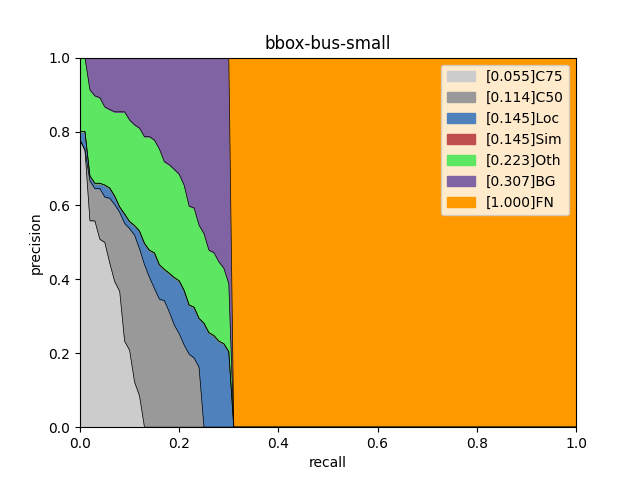 bbox-bus-small
1.0
0.8
0.6
0.4
0.2
0.0
precision
[0.055]C75
[0.114]C50
[0.145]Loc
[0.145]Sim
[0.223]Oth
[0.307]BG
[1.000]FN
0.0 0.2 0.4 0.6 0.8 1.0
recall